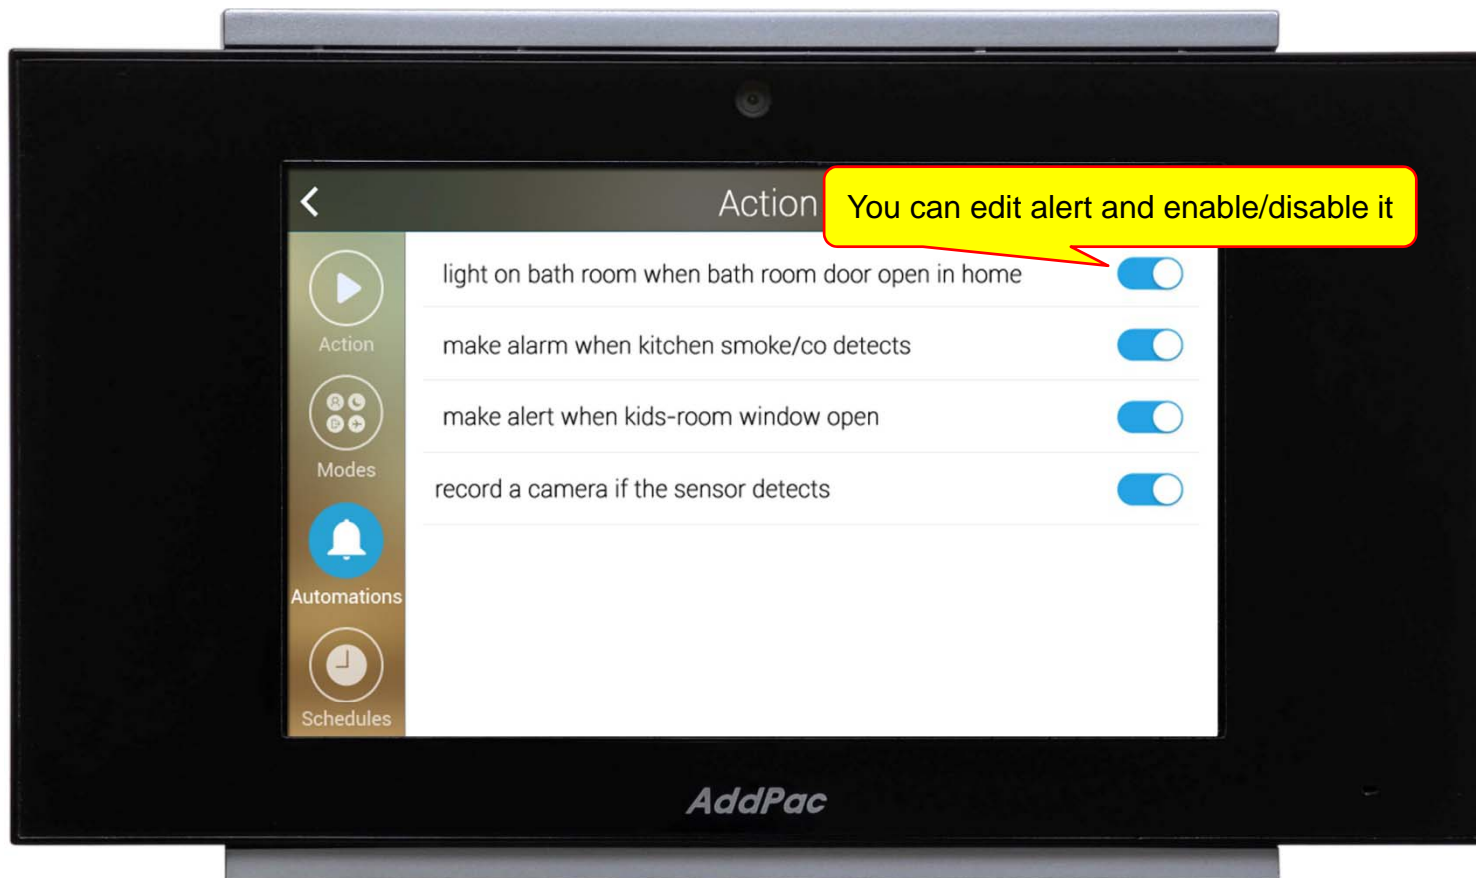 Action
You can edit alert and enable/disable it
light on bath room when bath room door open in home
Action
make alarm when kitchen smoke/co detects
make alert when kids-room window open
Modes
record a camera if the sensor detects
Automations
Schedules
AddPac